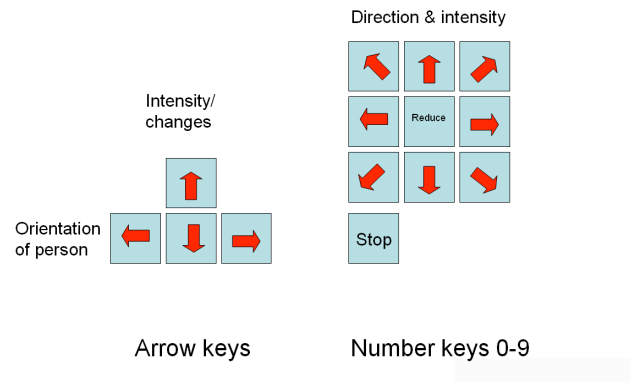 Direction & intensity
Intensity/
changes
Reduce
Orientation
of person
Stop
Arrow keys
Number keys 0-9